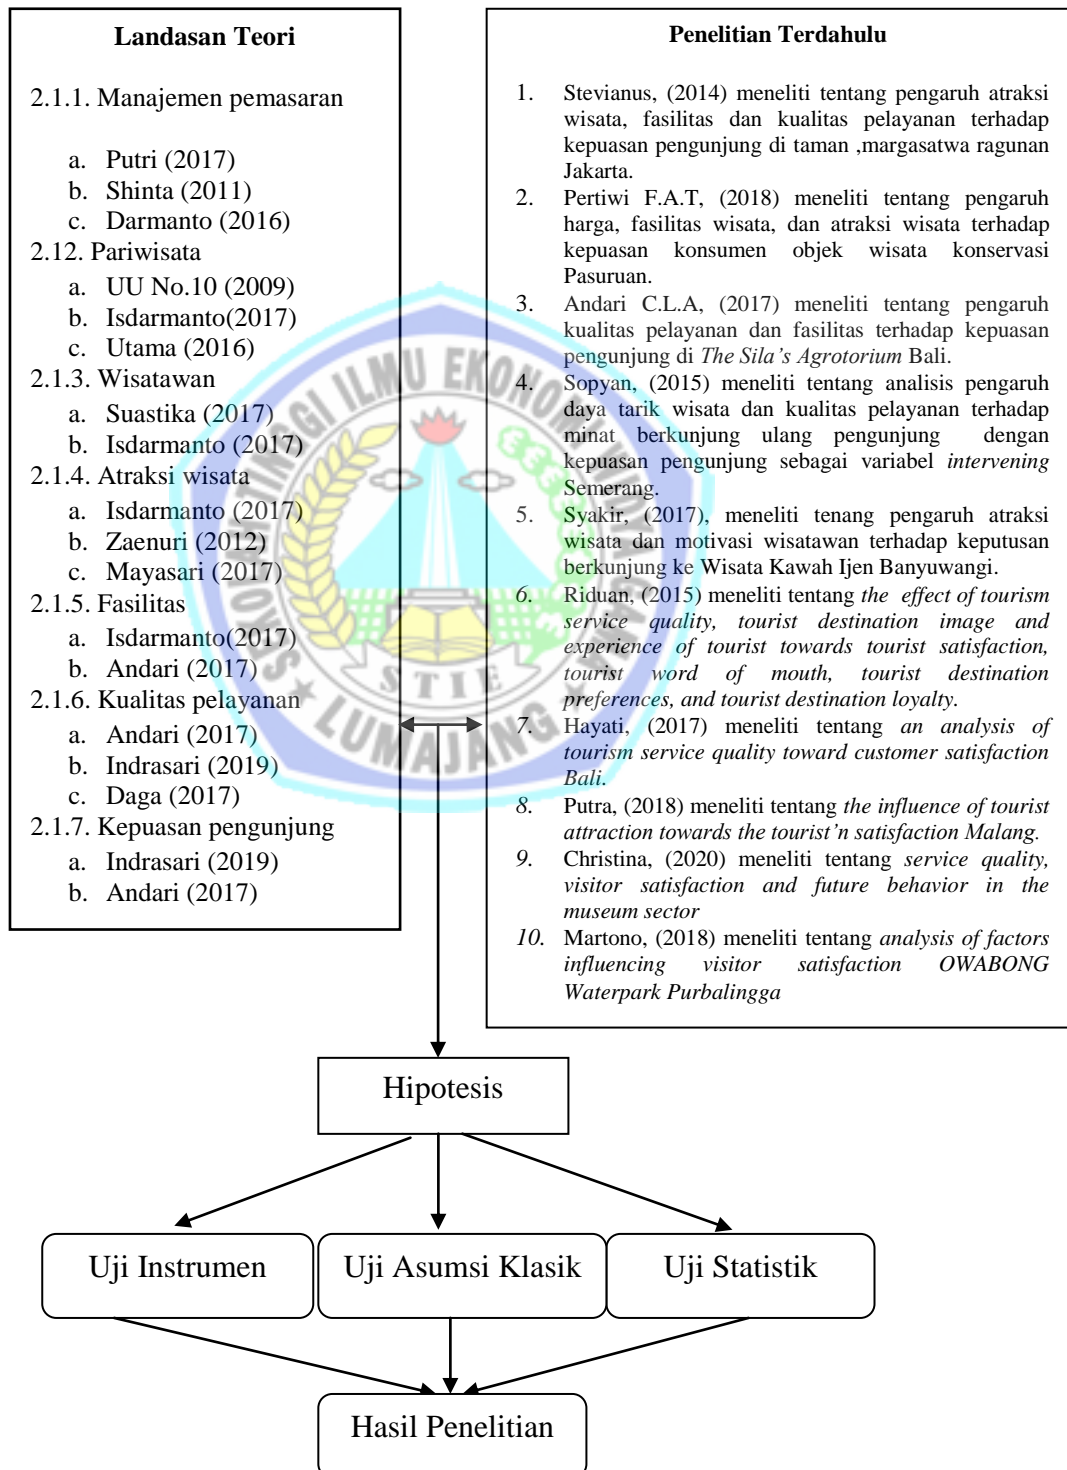 Landasan Teori
2.1.1. Manajemen pemasaran
a. Putri (2017)
b. Shinta (2011)
c. Darmanto (2016)
2.12. Pariwisata
a. UU No.10 (2009)
b. Isdarmanto(2017)
c. Utama (2016)
2.1.3. Wisatawan
a. Suastika (2017)
b. Isdarmanto (2017)
2.1.4. Atraksi wisata
a. Isdarmanto (2017)
b. Zaenuri (2012)
c. Mayasari (2017)
2.1.5. Fasilitas
a. Isdarmanto(2017)
b. Andari (2017)
2.1.6. Kualitas pelayanan
a. Andari (2017)
b. Indrasari (2019)
c. Daga (2017)
2.1.7. Kepuasan pengunjung
a. Indrasari (2019)
b. Andari (2017)
Penelitian Terdahulu
1. Stevianus, (2014) meneliti tentang pengaruh atraksi
wisata, fasilitas dan kualitas pelayanan terhadap
kepuasan pengunjung di taman ,margasatwa ragunan
Jakarta.
2. Pertiwi F.A.T, (2018) meneliti tentang pengaruh
harga, fasilitas wisata, dan atraksi wisata terhadap
kepuasan konsumen objek wisata konservasi
Pasuruan.
3. Andari C.L.A, (2017) meneliti tentang pengaruh
kualitas pelayanan dan fasilitas terhadap kepuasan
pengunjung di The Sila’s Agrotorium Bali.
4. Sopyan, (2015) meneliti tentang analisis pengaruh
daya tarik wisata dan kualitas pelayanan terhadap
minat berkunjung ulang pengunjung dengan
kepuasan pengunjung sebagai variabel intervening
Semerang.
5. Syakir, (2017), meneliti tenang pengaruh atraksi
wisata dan motivasi wisatawan terhadap keputusan
berkunjung ke Wisata Kawah Ijen Banyuwangi.
6. Riduan, (2015) meneliti tentang the effect of tourism
service quality, tourist destination image and
experience of tourist towards tourist satisfaction,
tourist word of mouth, tourist destination
preferences, and tourist destination loyalty.
7. Hayati, (2017) meneliti tentang an analysis of
tourism service quality toward customer satisfaction
Bali.
8. Putra, (2018) meneliti tentang the influence of tourist
attraction towards the tourist’n satisfaction Malang.
9. Christina, (2020) meneliti tentang service quality,
visitor satisfaction and future behavior in the
museum sector
10. Martono, (2018) meneliti tentang analysis of factors
influencing visitor satisfaction OWABONG
Waterpark Purbalingga
SEKOLAH TINGGI ILMU EKONOMI WIDYA GAMA
STIE
LUMAJANG
Hipotesis
Uji Instrumen
Uji Asumsi Klasik
Uji Statistik
Hasil Penelitian